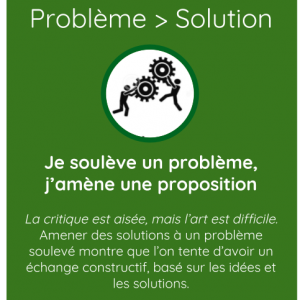 Problème > Solution
Je soulève un problème,
j'amène une proposition
La critique est aisée, mais l'art est difficile.
Amener des solutions à un problème
soulevé montre que l'on tente d'avoir un
échange constructif, basé sur les idées et
les solutions.